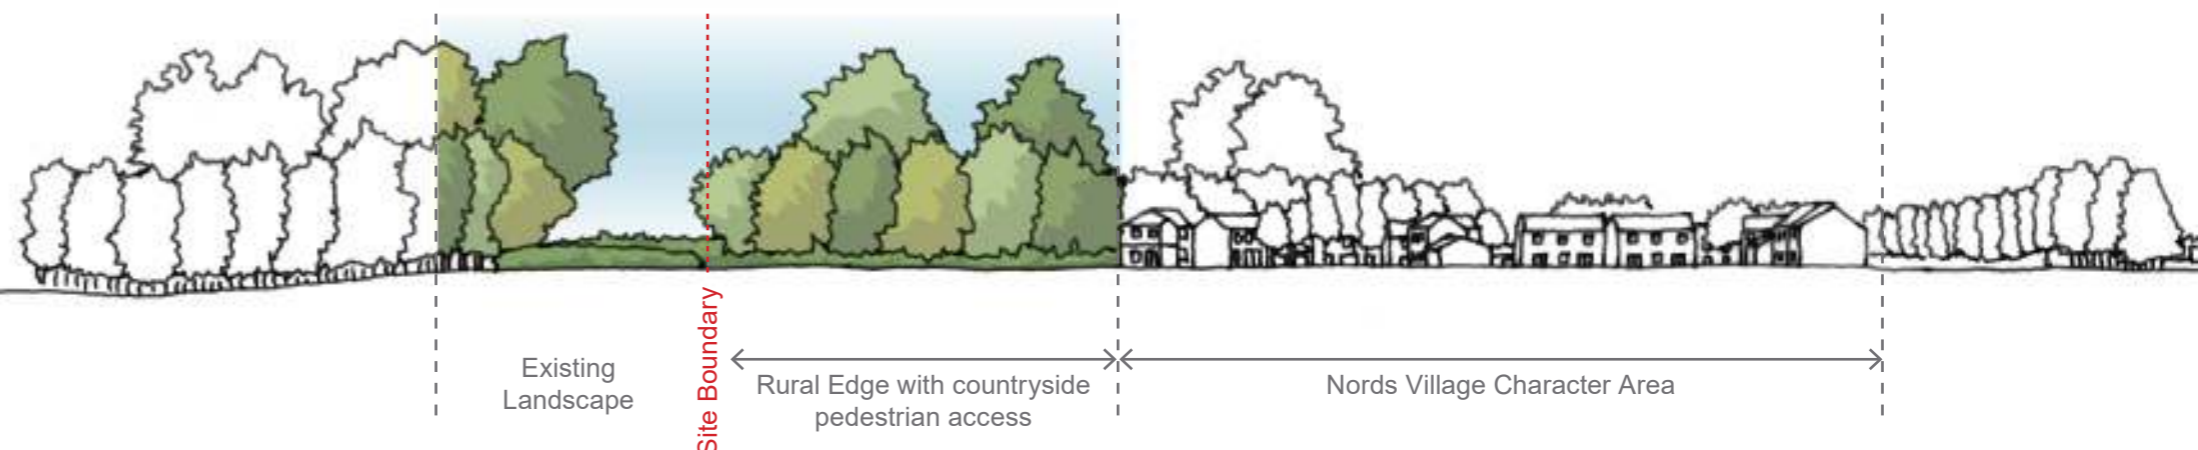 Existing
Landscape
Site Boundary
Rural Edge with countryside
pedestrian access
Nords Village Character Area